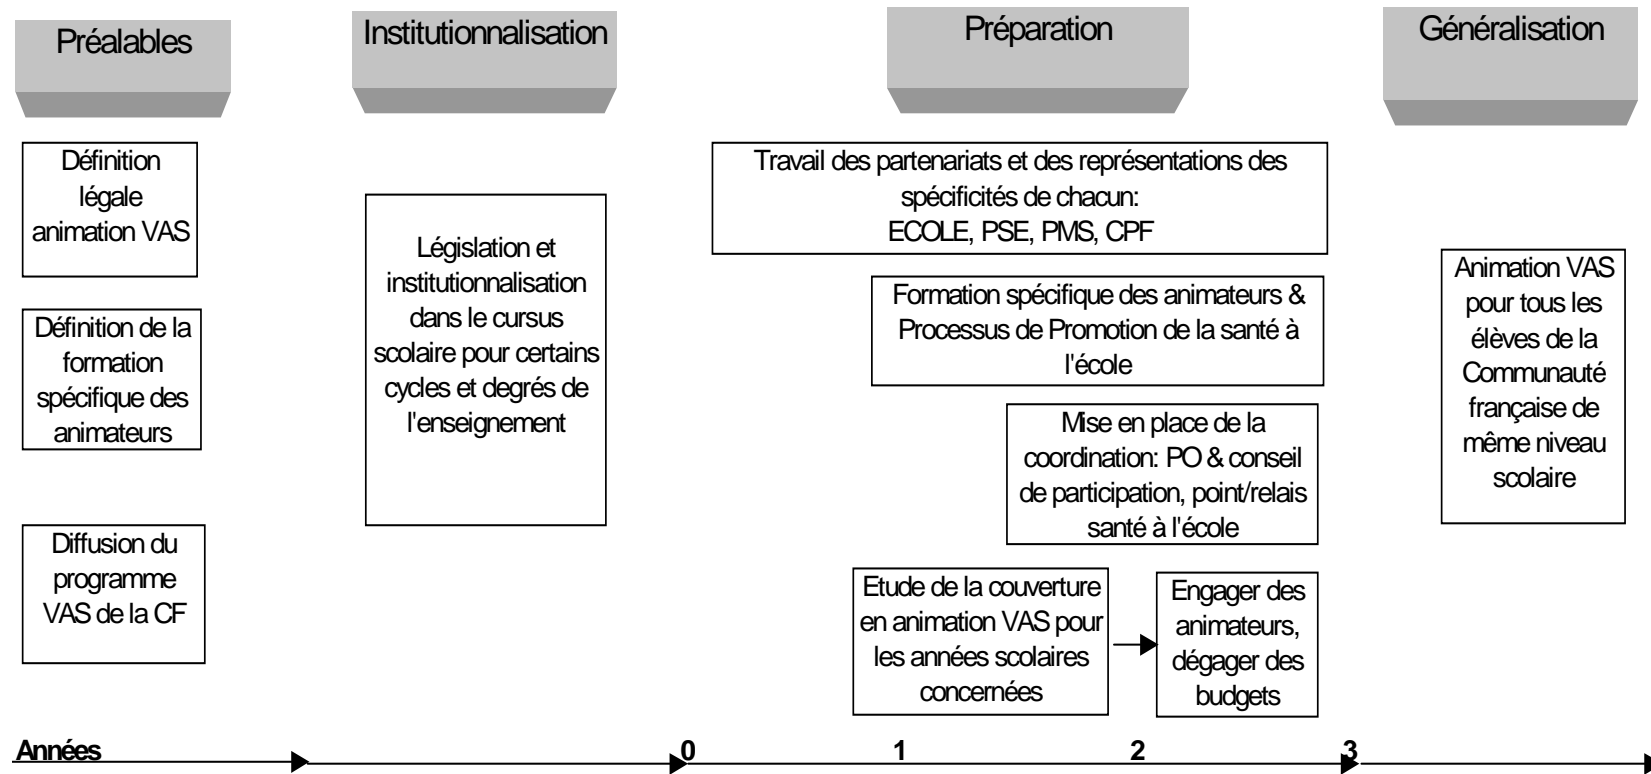 Préalables
Institutionnalisation
Préparation
Généralisation
Définition
légale
animation VAS
Définition de la
formation
spécifique des
animateurs
Diffusion du
programme
VAS de la CF
Législation et
institutionnalisation
dans le cursus
scolaire pour certains
cycles et degrés de
l'enseignement
Travail des partenariats et des représentations des
spécificités de chacun:
ECOLE, PSE, PMS, CPF
Formation spécifique des animateurs &
Processus de Promotion de la santé à
l'école
Mise en place de la
coordination: PO & conseil
de participation, point/relais
santé à l'école
Etude de la couverture
en animation VAS pour
les années scolaires
concernées
Engager des
animateurs,
dégager des
budgets
Animation VAS
pour tous les
élèves de la
Communauté
française de
même niveau
scolaire
Années 0 1 2 3